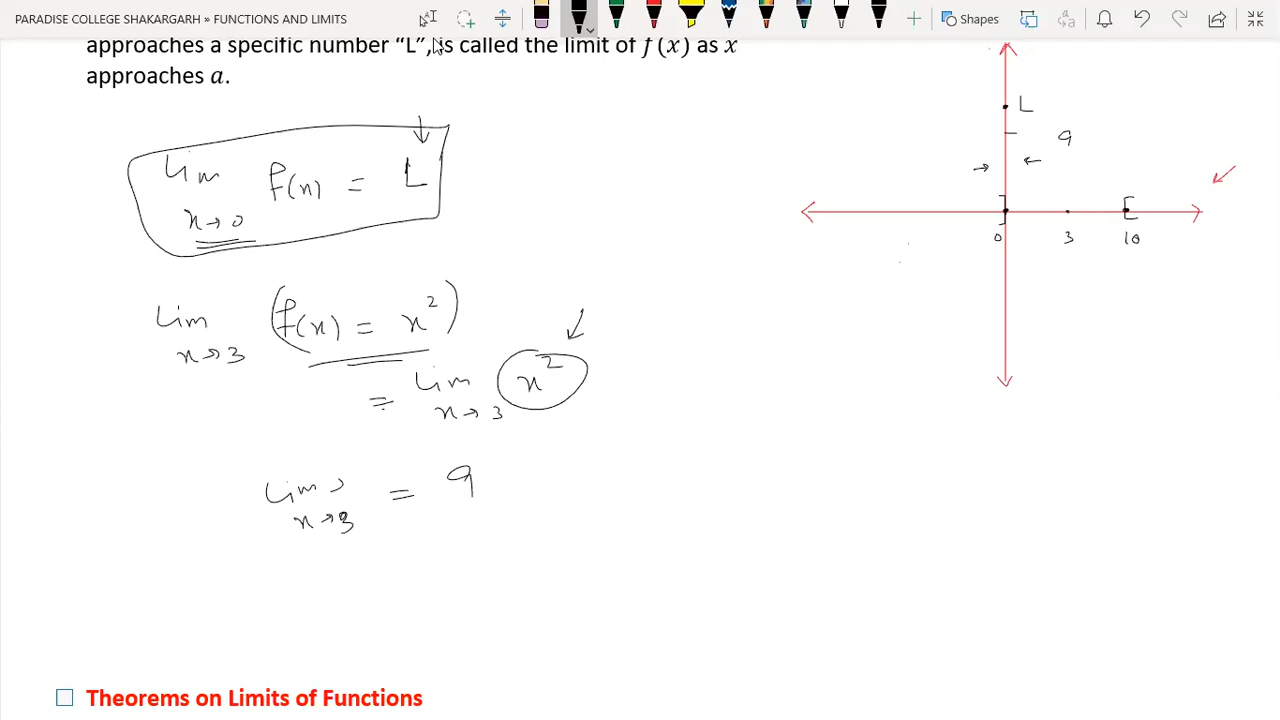 PARADISE COLLEGE SHAKARGARH » FUNCTIONS AND LIMITS
Shapes
approaches a specific number “L”, is called the limit of f (x) as x
approaches a.
lim f(x) = L
x→0
lim (f(x) = x²)
x→3
= lim x²
x→3
lim = 9
x→3
L
9
0 3 10
Theorems on Limits of Functions